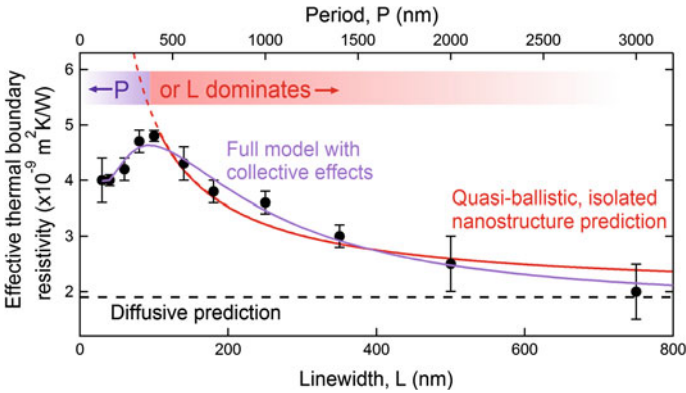 Period, P (nm)
0 500 1000 1500 2000 2500 3000
6
5
4
3
2
Effective thermal boundary
resistivity (x10⁻⁹ m²K/W)
← P or L dominates →
Full model with
collective effects
Quasi-ballistic, isolated
nanostructure prediction
Diffusive prediction
0 200 400 600 800
Linewidth, L (nm)